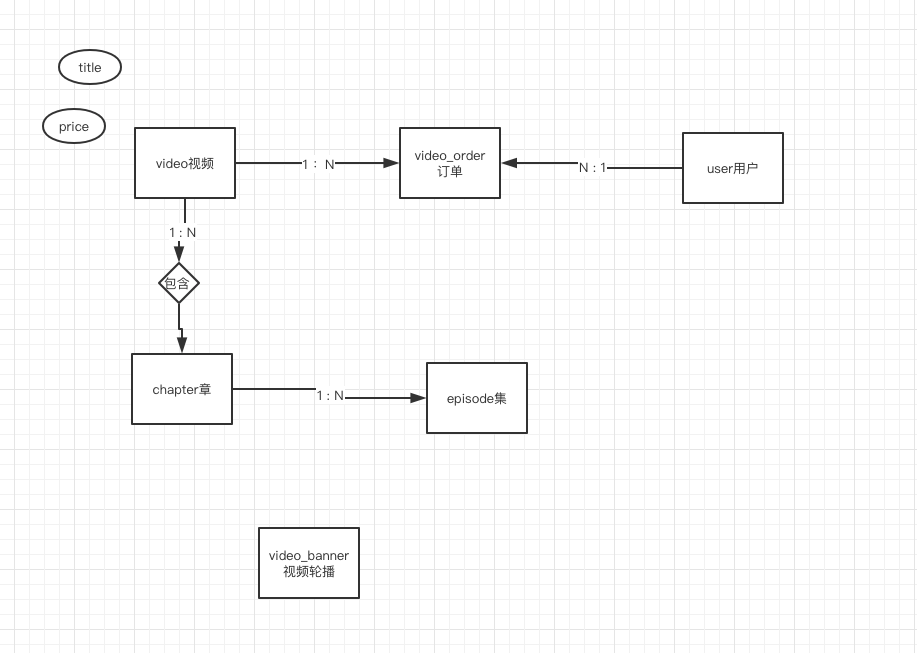 title
price
video视频
1： N
video_order
订单
N : 1
user用户
1 : N
包含
chapter章
1 : N
episode集
video_banner
视频轮播